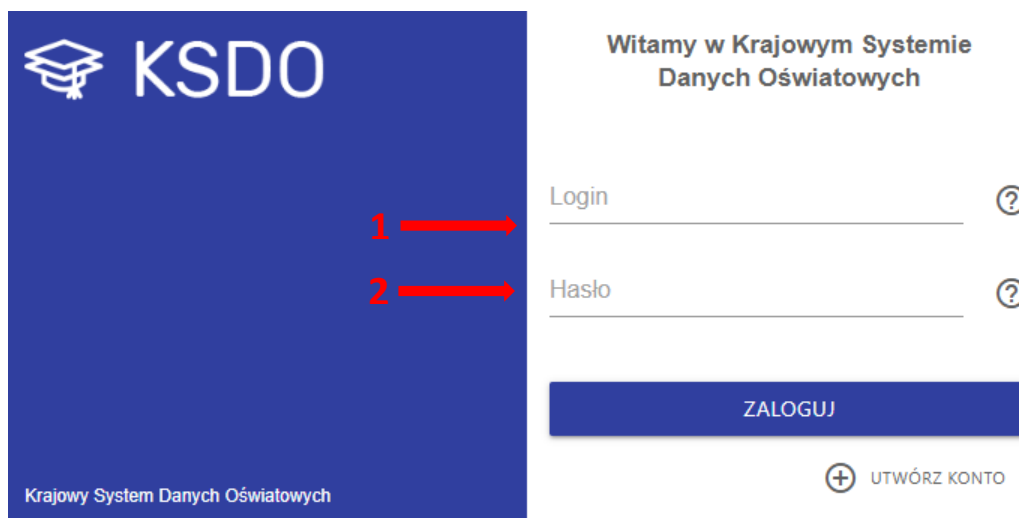 KSDO
Krajowy System Danych Oświatowych
Witamy w Krajowym Systemie
Danych Oświatowych
1
Login
?
2
Hasło
?
ZALOGUJ
UTWÓRZ KONTO